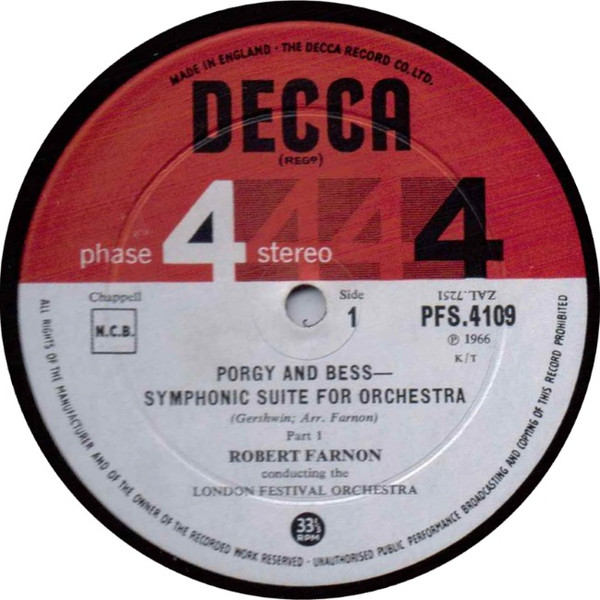 MADE IN ENGLAND · THE DECCA RECORD CO. LTD.
DECCA
(REGD)
phase 4 stereo 4 4 4
Chappell
N.C.B.
Side
1
ZAL.7251
PFS.4109
℗ 1966
K/T
PORGY AND BESS—
SYMPHONIC SUITE FOR ORCHESTRA
(Gershwin; Arr. Farnon)
Part 1
ROBERT FARNON
conducting the
LONDON FESTIVAL ORCHESTRA
33⅓
RPM
ALL RIGHTS OF THE MANUFACTURER AND OF THE OWNER OF THE RECORDED WORK RESERVED · UNAUTHORISED PUBLIC PERFORMANCE BROADCASTING AND COPYING OF THIS RECORD PROHIBITED